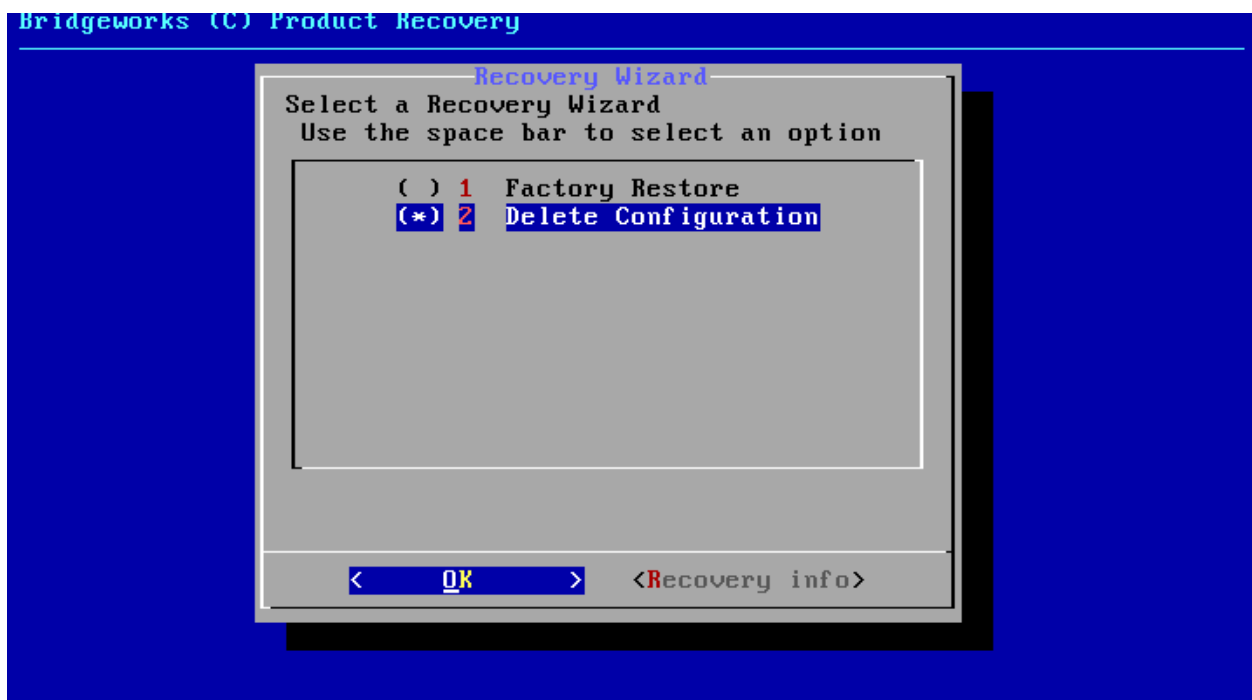 Bridgeworks (C) Product Recovery
Recovery Wizard
Select a Recovery Wizard
Use the space bar to select an option
( ) 1 Factory Restore
(*) 2 Delete Configuration
< OK > <Recovery info>